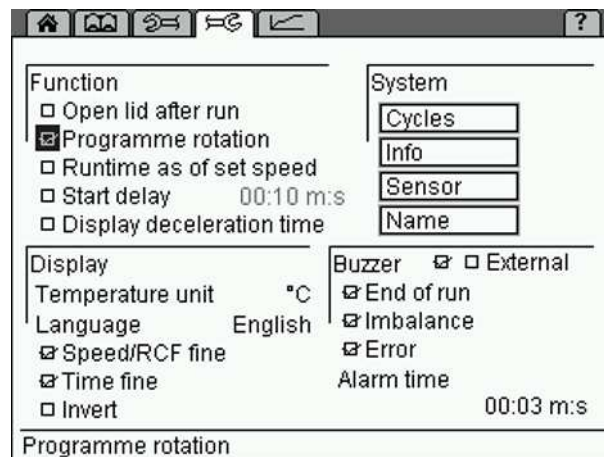 ?
Function
Open lid after run
Programme rotation
Runtime as of set speed
Start delay 00:10 m:s
Display deceleration time
System
Cycles
Info
Sensor
Name
Display
Temperature unit °C
Language English
Speed/RCF fine
Time fine
Invert
Buzzer External
End of run
Imbalance
Error
Alarm time
00:03 m:s
Programme rotation